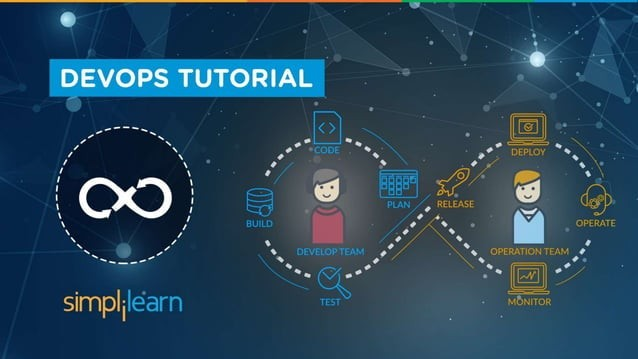 DEVOPS TUTORIAL
CODE
DEPLOY
PLAN
RELEASE
BUILD
OPERATE
DEVELOP TEAM
OPERATION TEAM
TEST
MONITOR
simplilearn